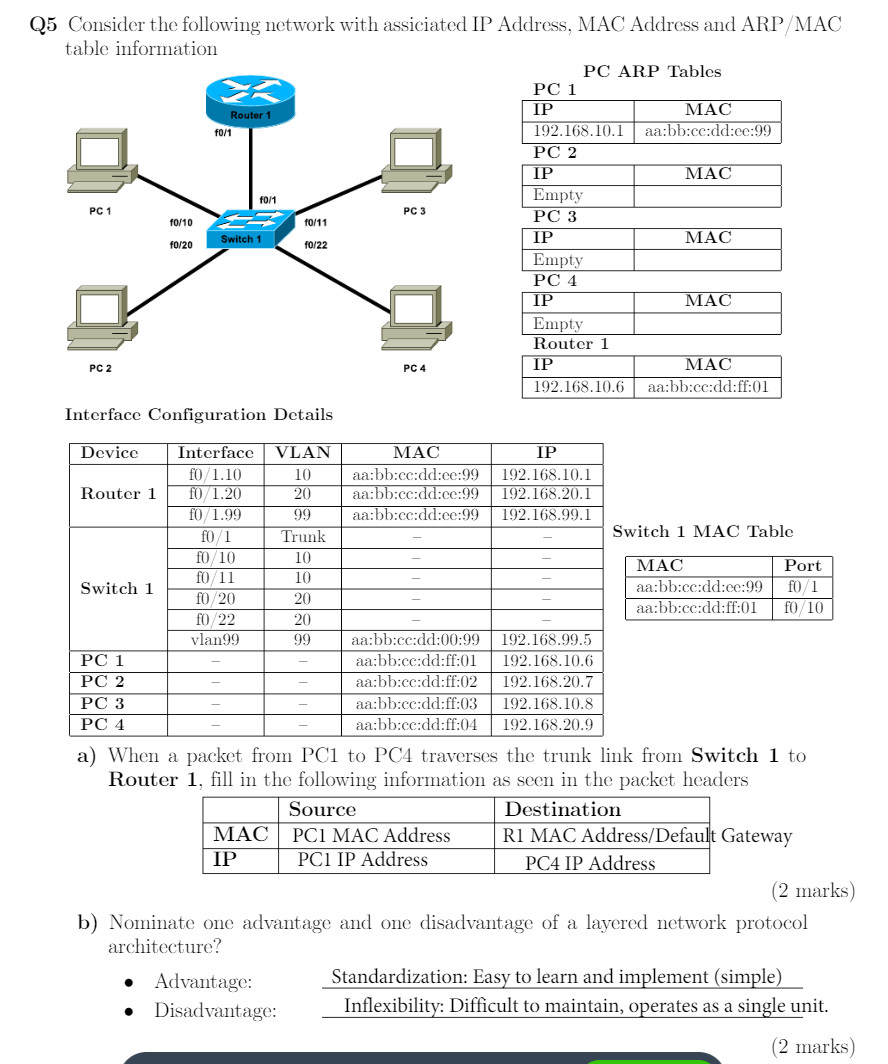 Q5 Consider the following network with assiciated IP Address, MAC Address and ARP/MAC
table information
Router 1
f0/1
PC 1
PC 3
f0/1
f0/10
f0/11
f0/20
Switch 1
f0/22
PC 2
PC 4
PC ARP Tables
PC 1
IP MAC
192.168.10.1 aa:bb:cc:dd:ee:99
PC 2
IP MAC
Empty
PC 3
IP MAC
Empty
PC 4
IP MAC
Empty
Router 1
IP MAC
192.168.10.6 aa:bb:cc:dd:ff:01
Interface Configuration Details
Device Interface VLAN MAC IP
Router 1
f0/1.10 10 aa:bb:cc:dd:ee:99 192.168.10.1
f0/1.20 20 aa:bb:cc:dd:ee:99 192.168.20.1
f0/1.99 99 aa:bb:cc:dd:ee:99 192.168.99.1
Switch 1
f0/1 Trunk – –
f0/10 10 – –
f0/11 10 – –
f0/20 20 – –
f0/22 20 – –
vlan99 99 aa:bb:cc:dd:00:99 192.168.99.5
PC 1 – – aa:bb:cc:dd:ff:01 192.168.10.6
PC 2 – – aa:bb:cc:dd:ff:02 192.168.20.7
PC 3 – – aa:bb:cc:dd:ff:03 192.168.10.8
PC 4 – – aa:bb:cc:dd:ff:04 192.168.20.9
Switch 1 MAC Table
MAC Port
aa:bb:cc:dd:ee:99 f0/1
aa:bb:cc:dd:ff:01 f0/10
a) When a packet from PC1 to PC4 traverses the trunk link from Switch 1 to
Router 1, fill in the following information as seen in the packet headers
Source Destination
MAC PC1 MAC Address R1 MAC Address/Default Gateway
IP PC1 IP Address PC4 IP Address
(2 marks)
b) Nominate one advantage and one disadvantage of a layered network protocol
architecture?
• Advantage: Standardization: Easy to learn and implement (simple)
• Disadvantage: Inflexibility: Difficult to maintain, operates as a single unit.
(2 marks)